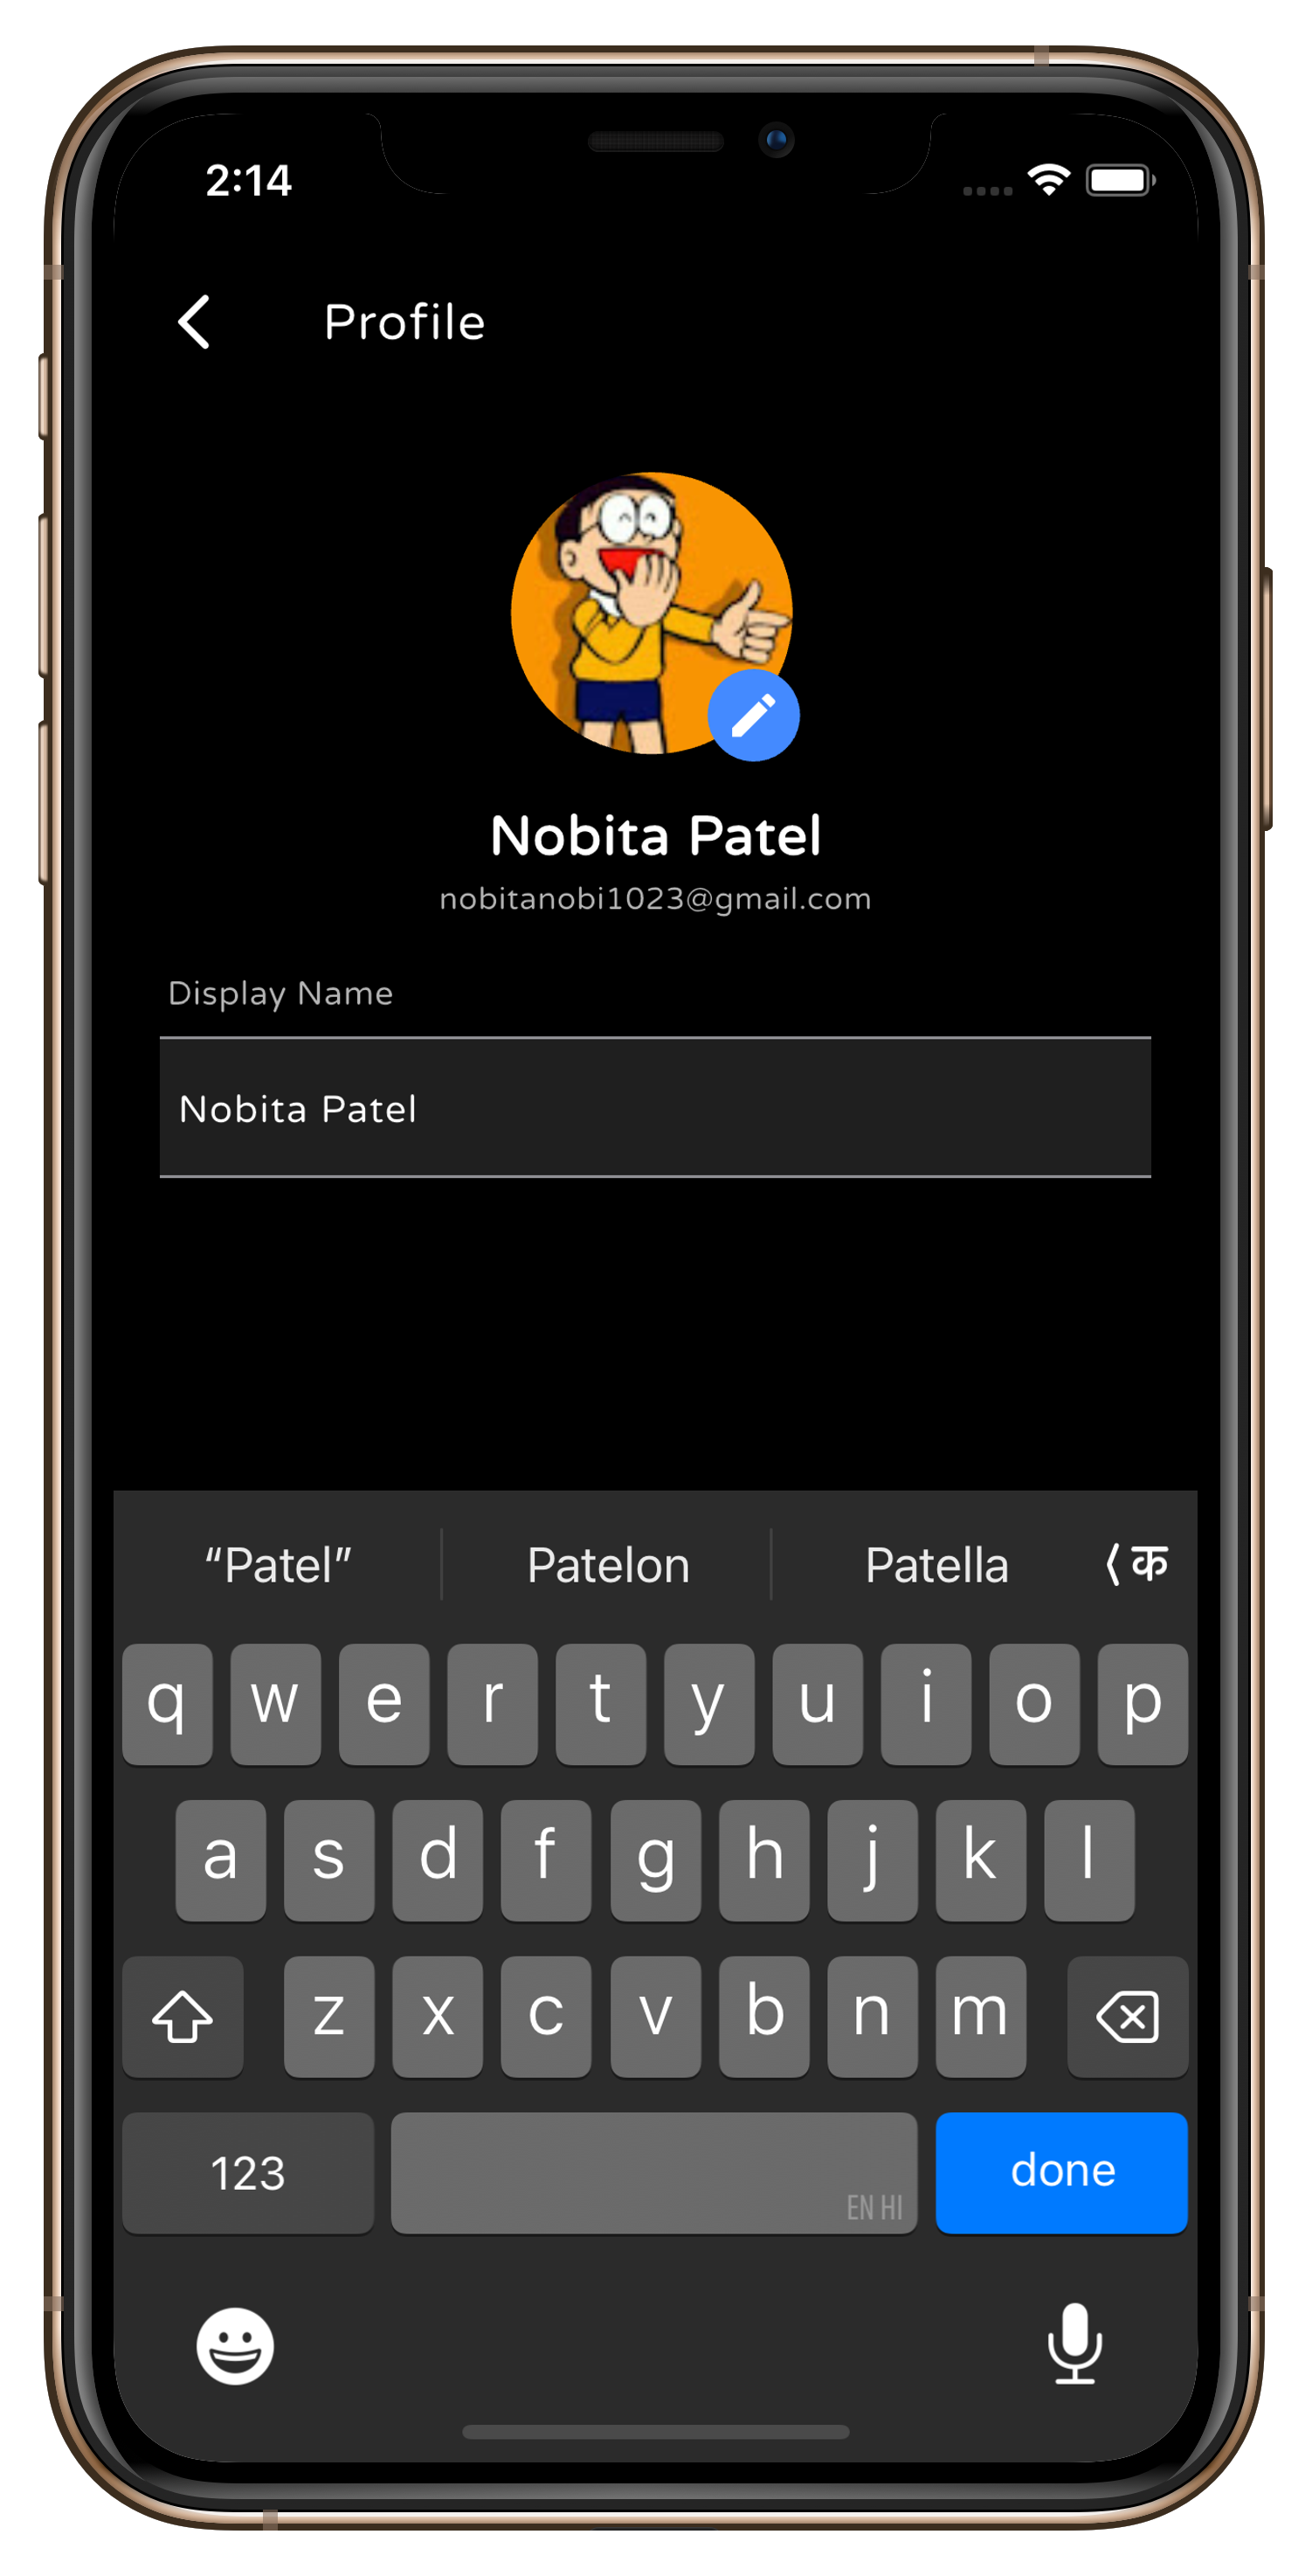 2:14
Profile
Nobita Patel
nobitanobi1023@gmail.com
Display Name
Nobita Patel
“Patel” Patelon Patella क
q w e r t y u i o p
a s d f g h j k l
z x c v b n m
123 EN HI done